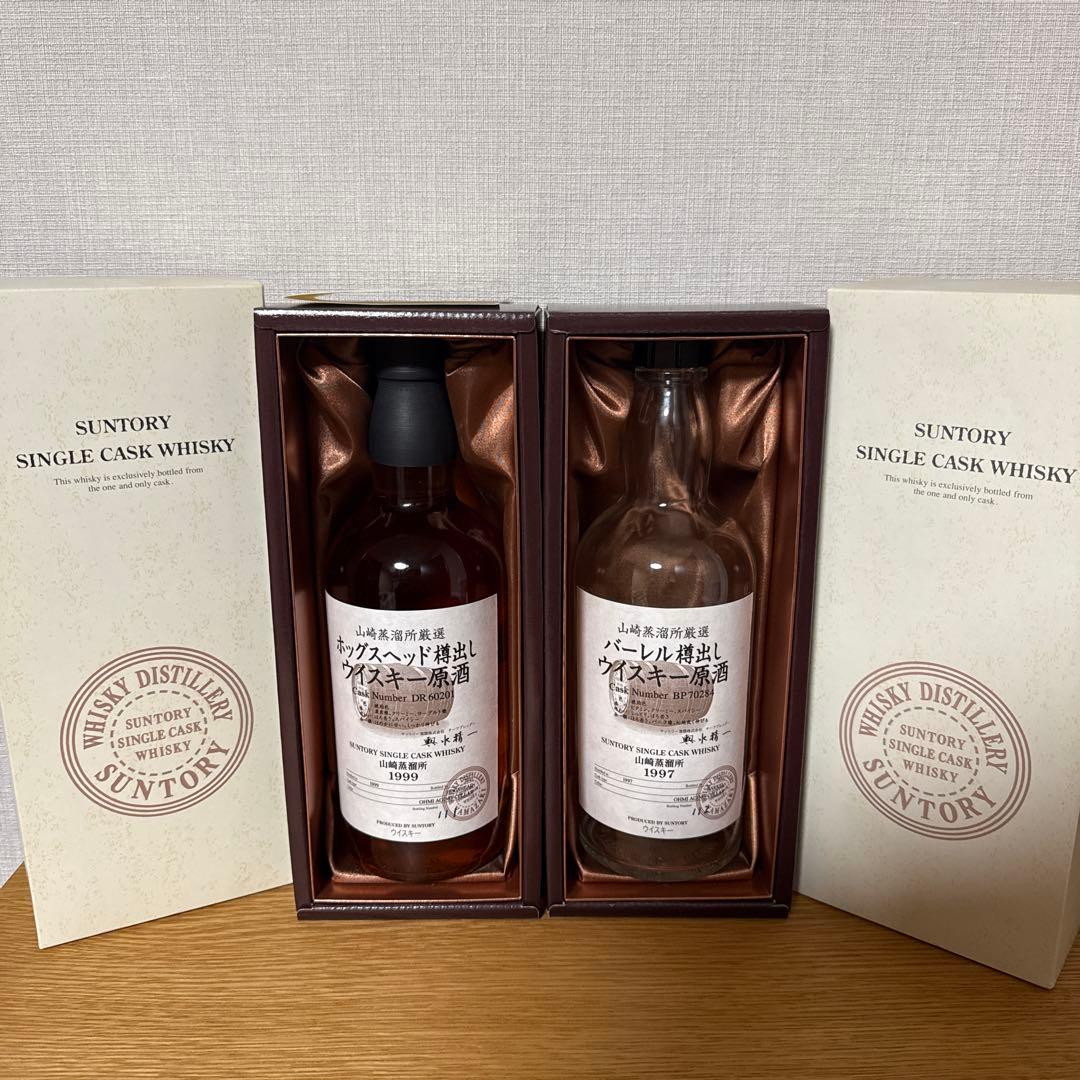 SUNTORY
SINGLE CASK WHISKY
This whisky is exclusively bottled from
the one and only cask.
WHISKY DISTILLERY
SUNTORY
SINGLE CASK
WHISKY
SUNTORY
山崎蒸溜所厳選
ホッグスヘッド樽出し
ウイスキー原酒
Cask Number DR60201
SUNTORY SINGLE CASK WHISKY
山崎蒸溜所
1999
1999
PRODUCED BY SUNTORY
ウイスキー
山崎蒸溜所厳選
バーレル樽出し
ウイスキー原酒
Cask Number BP70284
SUNTORY SINGLE CASK WHISKY
山崎蒸溜所
1997
1997
Bottling Number
PRODUCED BY SUNTORY
ウイスキー
SUNTORY
SINGLE CASK WHISKY
This whisky is exclusively bottled from
the one and only cask.
WHISKY DISTILLERY
SUNTORY
SINGLE CASK
WHISKY
SUNTORY